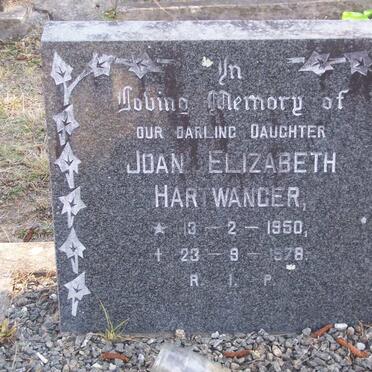 In
Loving Memory of
OUR DARLING DAUGHTER
JOAN ELIZABETH
HARTWANGER,
* 13 - 2 - 1950,
† 23 - 9 - 1978.
R . I . P.